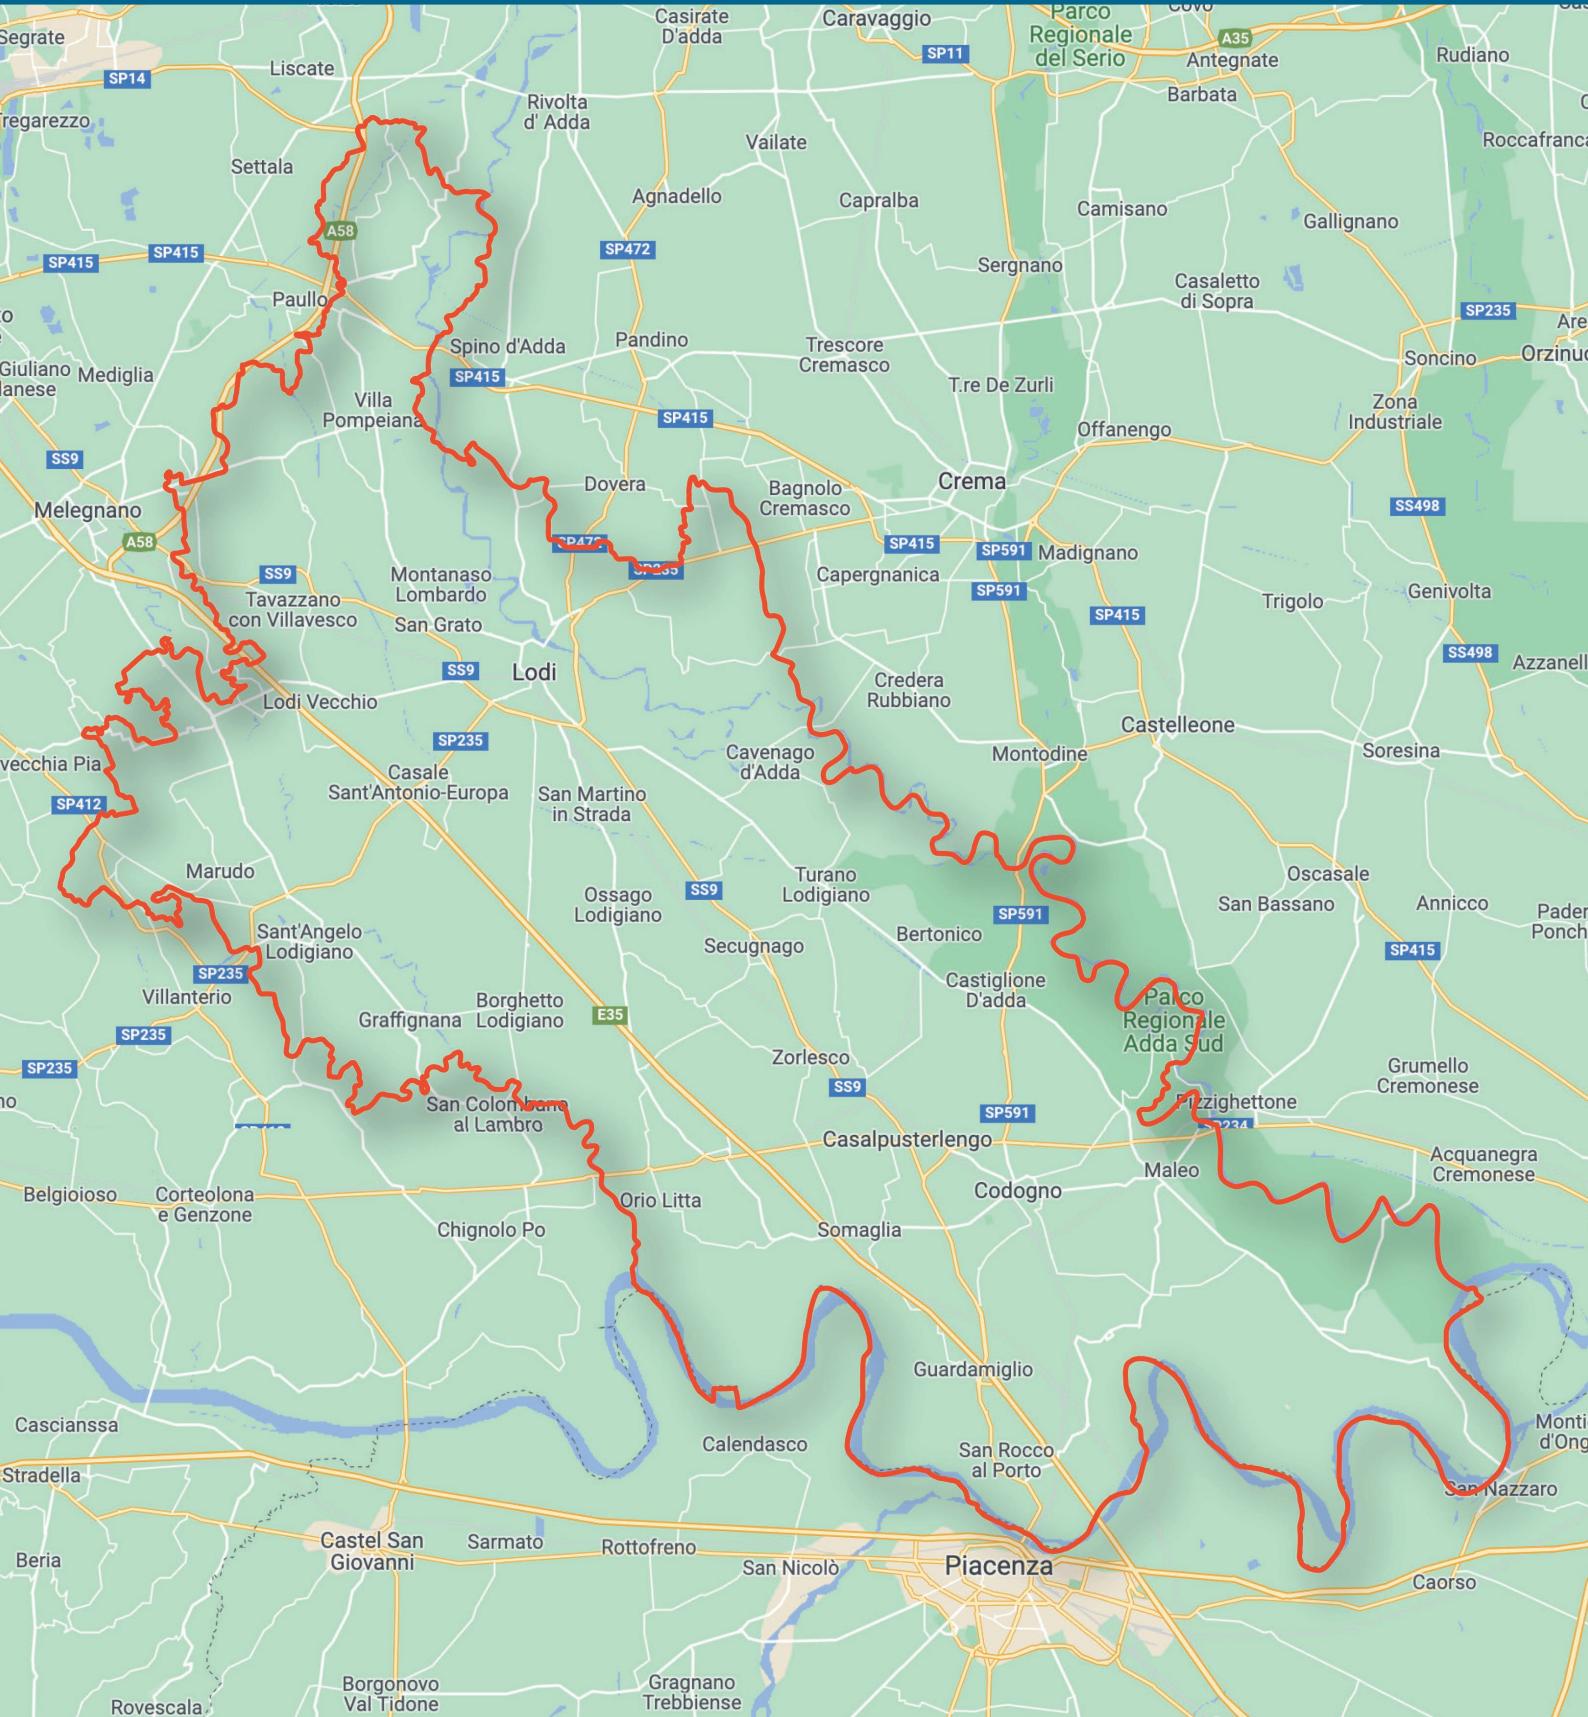 Casirate
D'adda
Caravaggio
Parco
Regionale
del Serio
Segrate
SP14
Liscate
SP11
A35
Antegnate
Rudiano
Barbata
Rivolta
d' Adda
Vailate
Roccafranca
Settala
Agnadello
Capralba
Camisano
Gallignano
A58
SP415
SP415
SP472
Sergnano
Casaletto
di Sopra
Paullo
SP235
Spino d'Adda
Pandino
Trescore
Cremasco
Soncino
Mediglia
SP415
T.re De Zurli
Villa
Pompeiana
SP415
Zona
Industriale
Offanengo
SS9
Dovera
Bagnolo
Cremasco
Crema
SS498
Melegnano
A58
SP472
SP415
SP591
Madignano
SS9
Montanaso
Lombardo
SP235
Capergnanica
SP591
Trigolo
Genivolta
Tavazzano
con Villavesco
San Grato
SP415
SS9
Lodi
SS498
Credera
Rubbiano
Lodi Vecchio
SP235
Castelleone
Cavenago
d'Adda
Montodine
Soresina
vecchia Pia
Casale
Sant'Antonio-Europa
San Martino
in Strada
SP412
Marudo
Turano
Lodigiano
Oscasale
Ossago
Lodigiano
SS9
SP591
San Bassano
Annicco
Sant'Angelo
Lodigiano
Secugnago
Bertonico
SP415
SP235
Villanterio
Castiglione
D'adda
Borghetto
Lodigiano
Graffignana
E35
Parco
Regionale
Adda Sud
SP235
SP235
Zorlesco
SS9
Grumello
Cremonese
San Colombano
al Lambro
SP591
Pizzighettone
SP234
Casalpusterlengo
Acquanegra
Cremonese
Maleo
Belgioioso
Corteolona
e Genzone
Orio Litta
Codogno
Chignolo Po
Somaglia
Guardamiglio
Cascianssa
Calendasco
San Rocco
al Porto
Stradella
San Nazzaro
Castel San
Giovanni
Sarmato
Rottofreno
San Nicolò
Piacenza
Beria
Caorso
Borgonovo
Val Tidone
Gragnano
Trebbiense
Rovescala